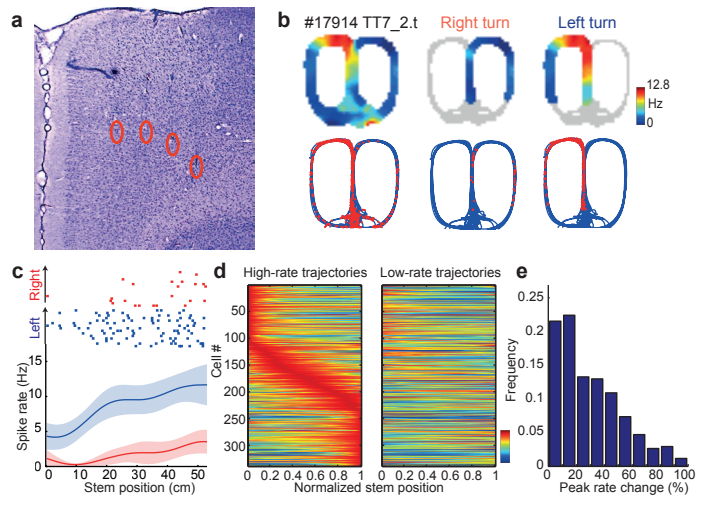 a
b
#17914 TT7_2.t
Right turn
Left turn
12.8
Hz
0
c
Right
Left
Spike rate (Hz)
15
10
5
0
0 10 20 30 40 50
Stem position (cm)
d
High-rate trajectories
Low-rate trajectories
Cell #
50
100
150
200
250
300
0 0.2 0.4 0.6 0.8 1
0 0.2 0.4 0.6 0.8 1
Normalized stem position
e
Frequency
0.25
0.2
0.15
0.1
0.05
0
0 20 40 60 80 100
Peak rate change (%)